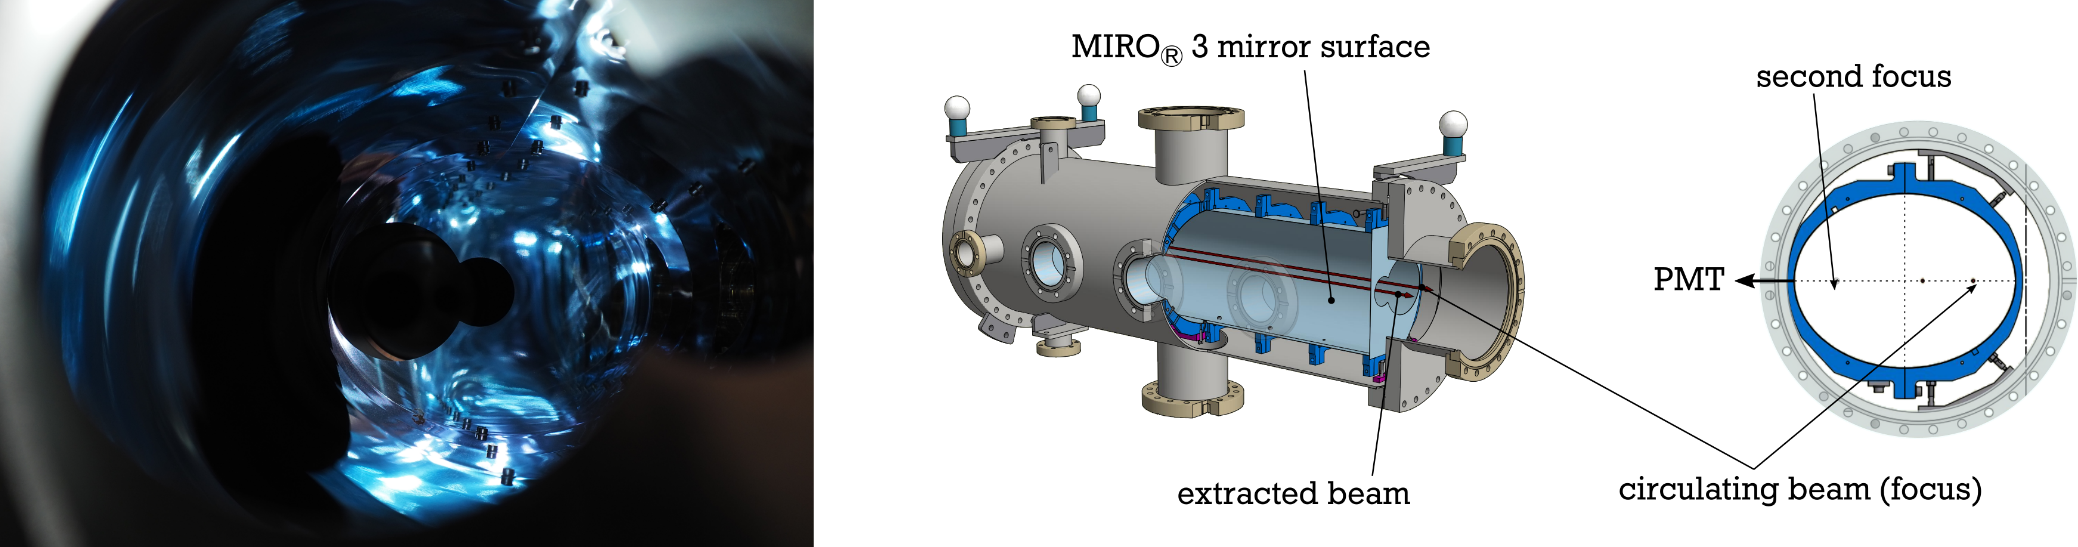 MIRO® 3 mirror surface
second focus
PMT
extracted beam
circulating beam (focus)